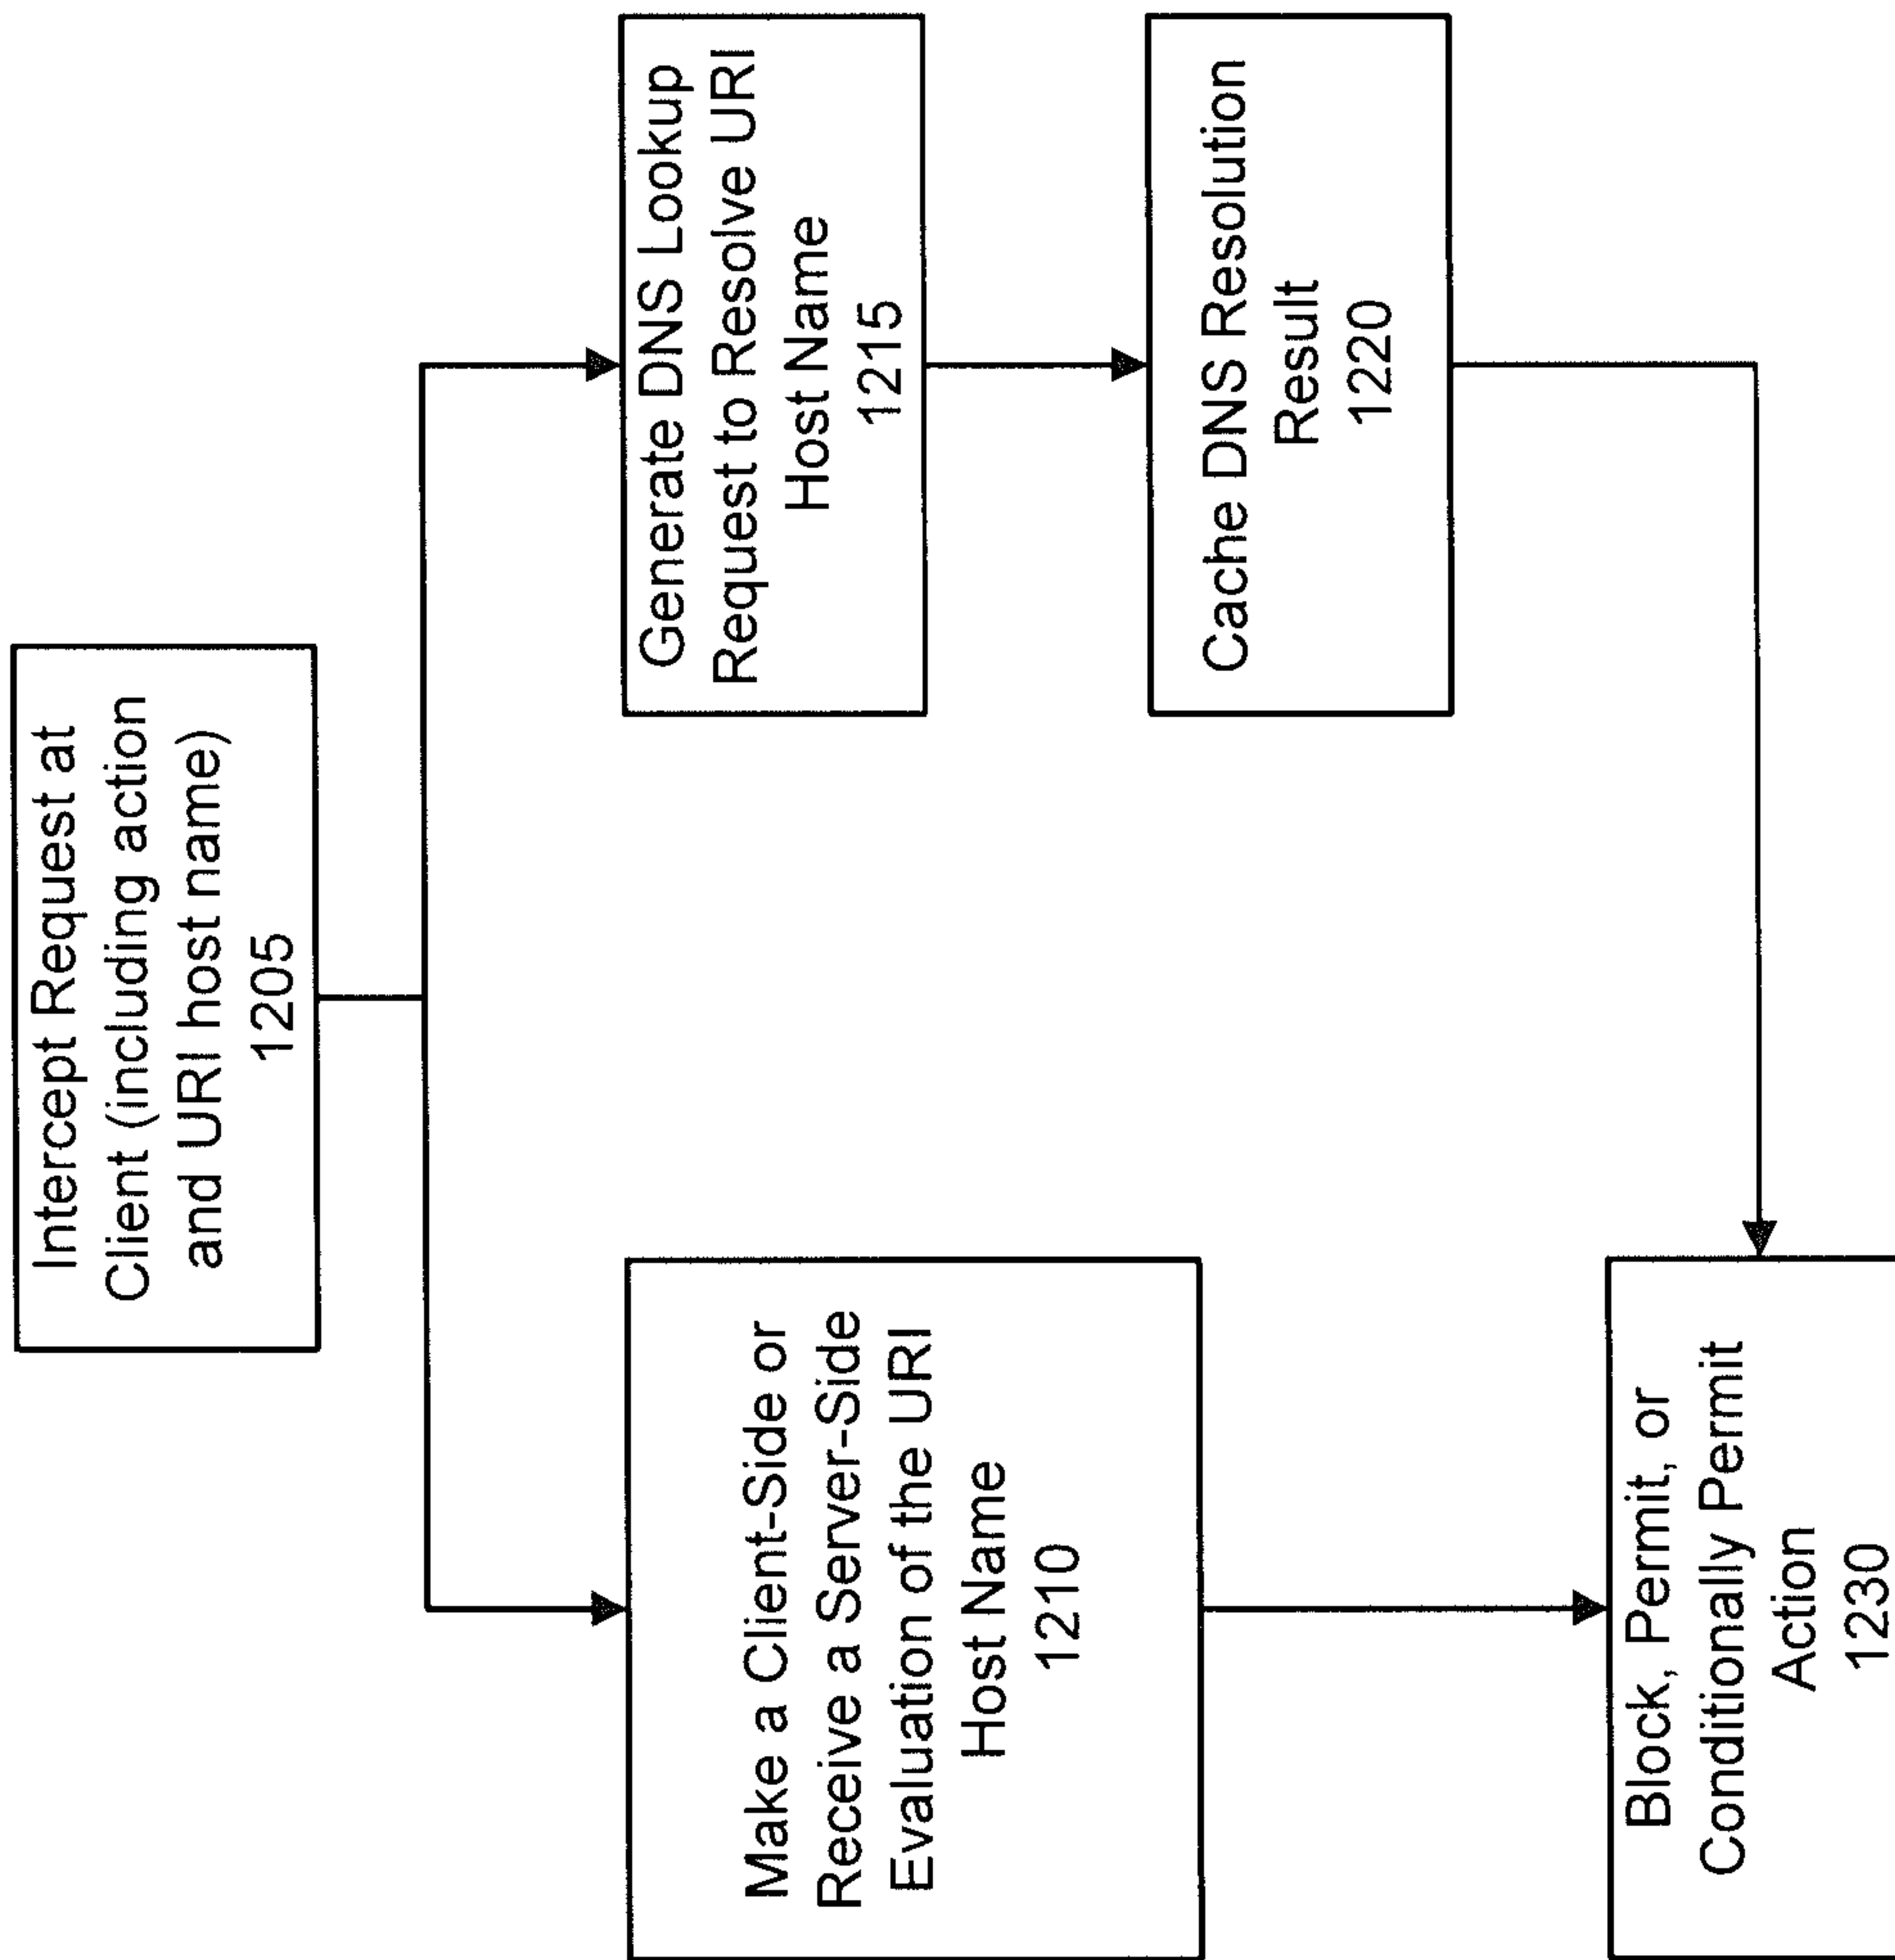 Intercept Request at
Client (including action
and URI host name)
1205
Make a Client-Side or
Receive a Server-Side
Evaluation of the URI
Host Name
1210
Generate DNS Lookup
Request to Resolve URI
Host Name
1215
Cache DNS Resolution
Result
1220
Block, Permit, or
Conditionally Permit
Action
1230